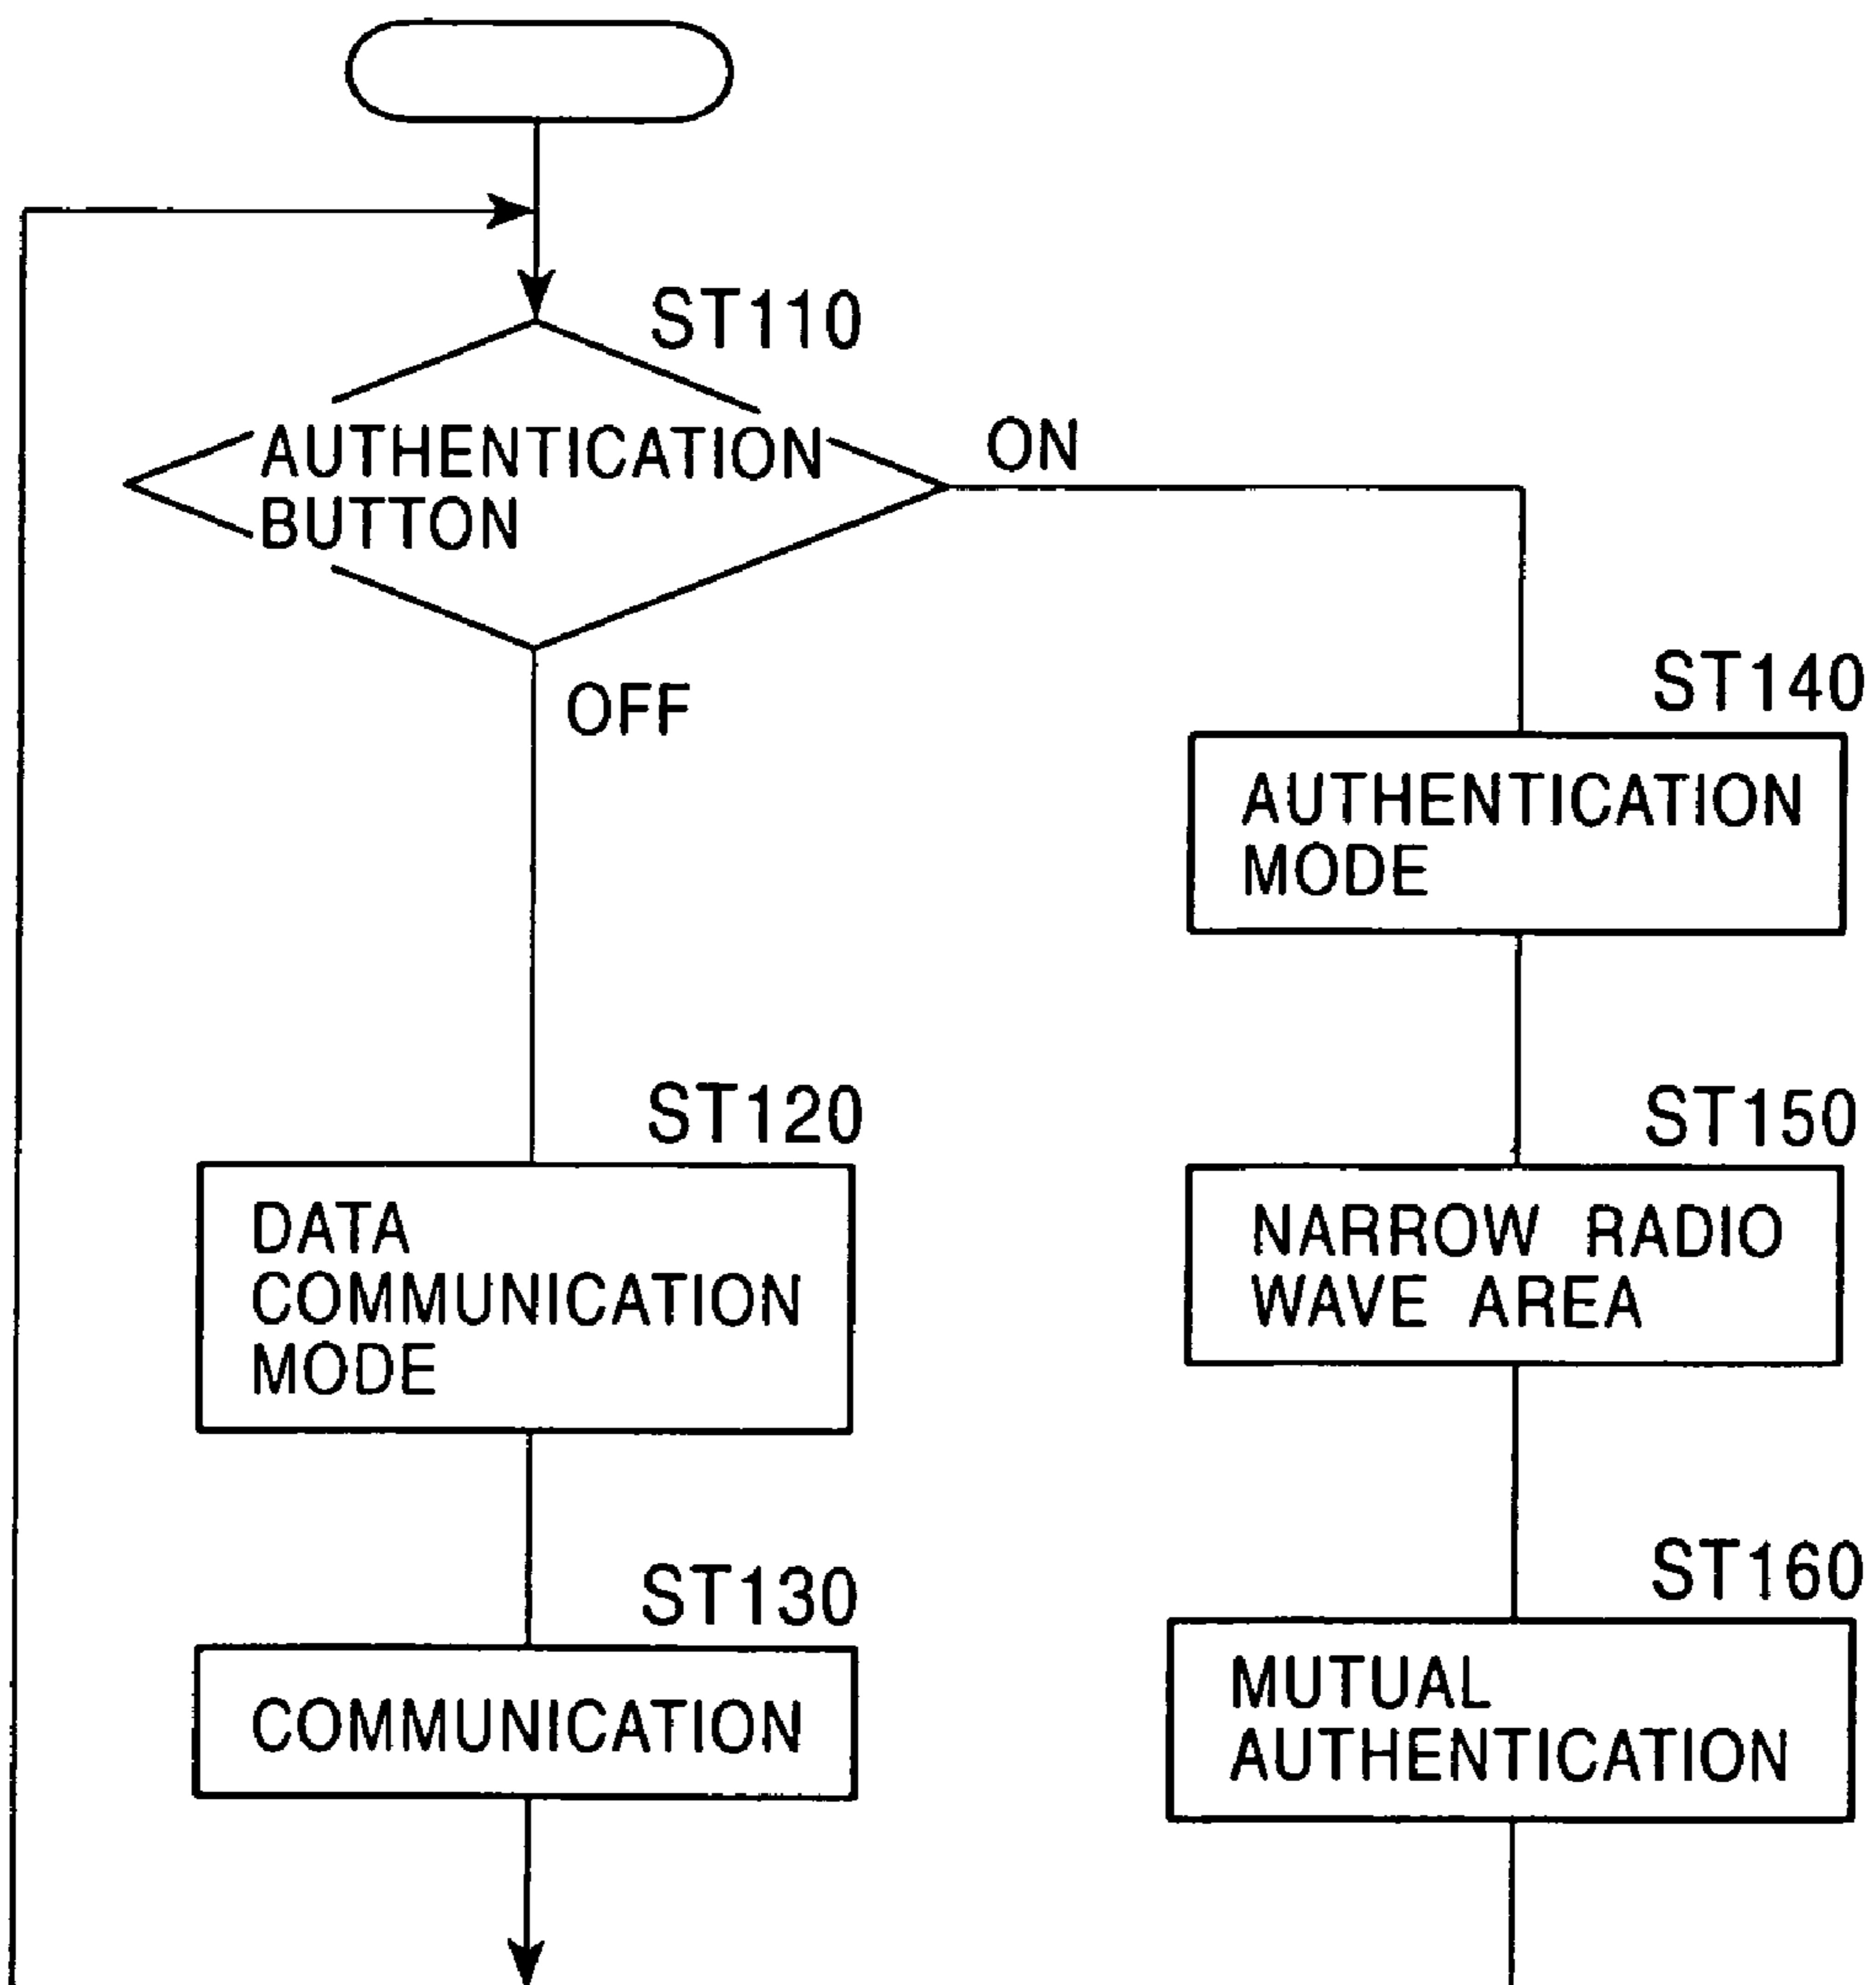 ST110
AUTHENTICATION
BUTTON
ON
OFF
ST140
AUTHENTICATION
MODE
ST120
DATA
COMMUNICATION
MODE
ST150
NARROW RADIO
WAVE AREA
ST130
COMMUNICATION
ST160
MUTUAL
AUTHENTICATION